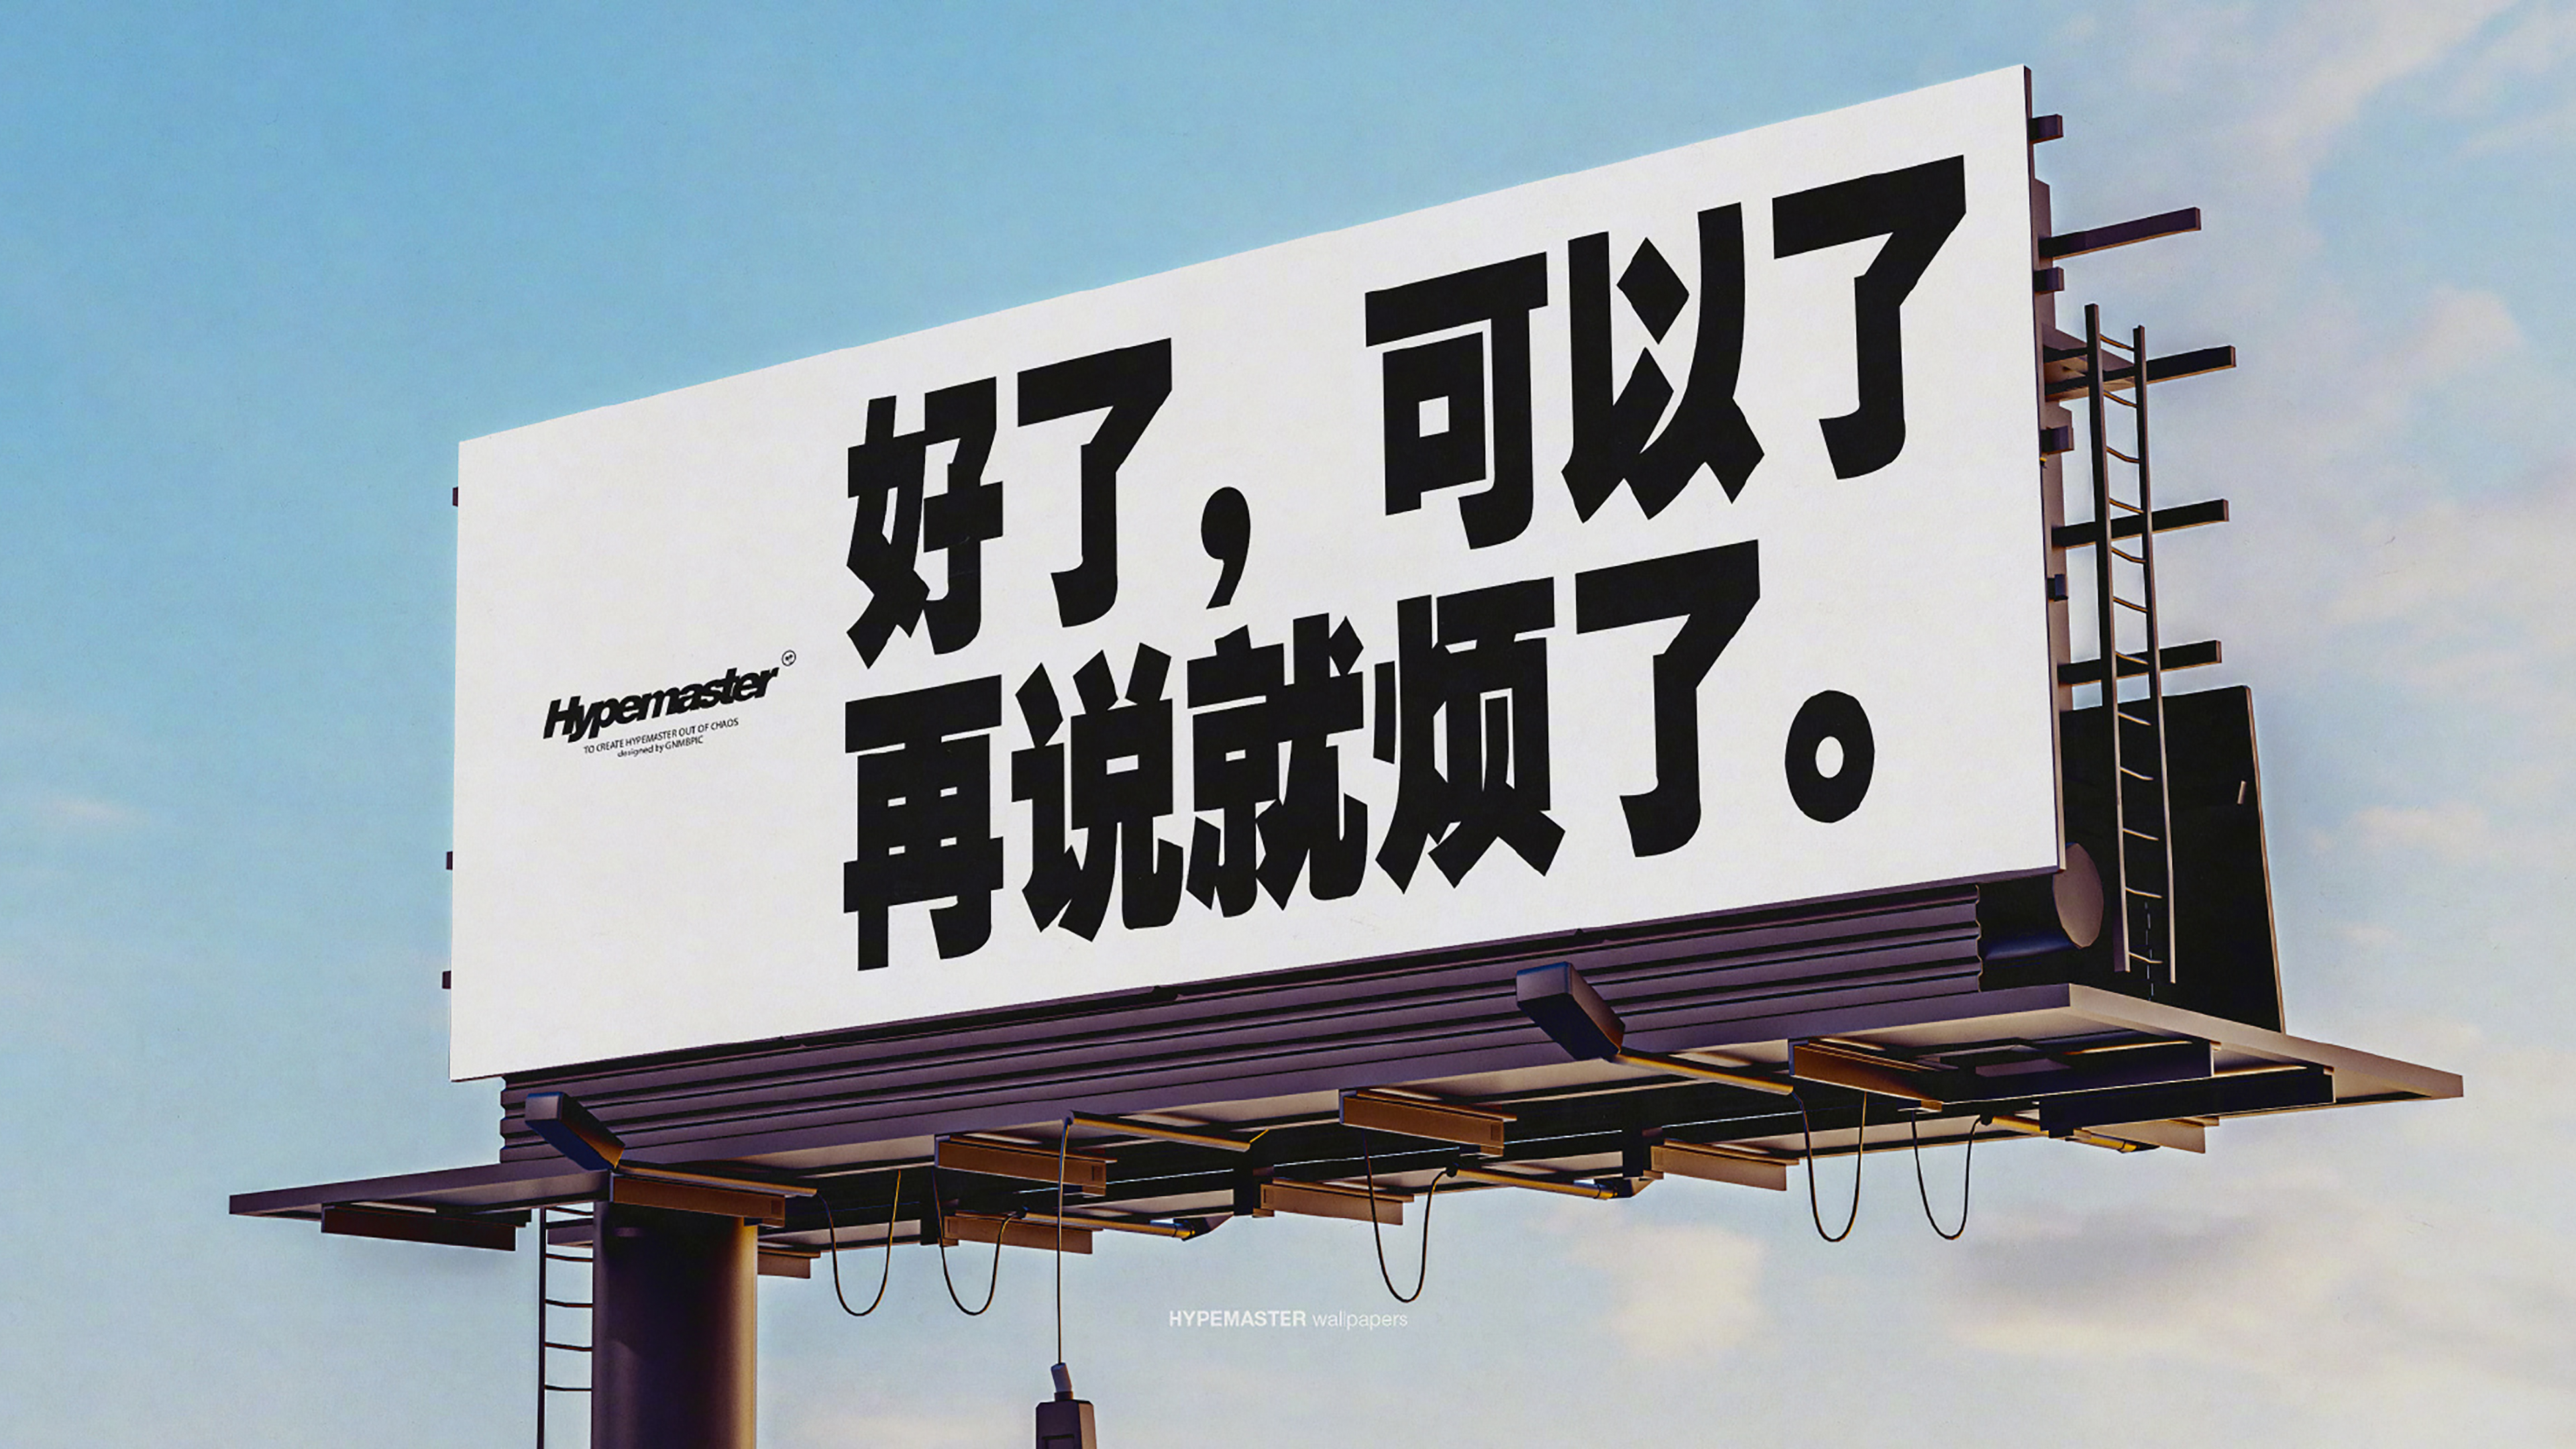 好了，可以了
再说就烦了。
Hypemaster
TO CREATE HYPEMASTER OUT OF CHAOS
designed by GNMBPIC
HYPEMASTER wallpapers